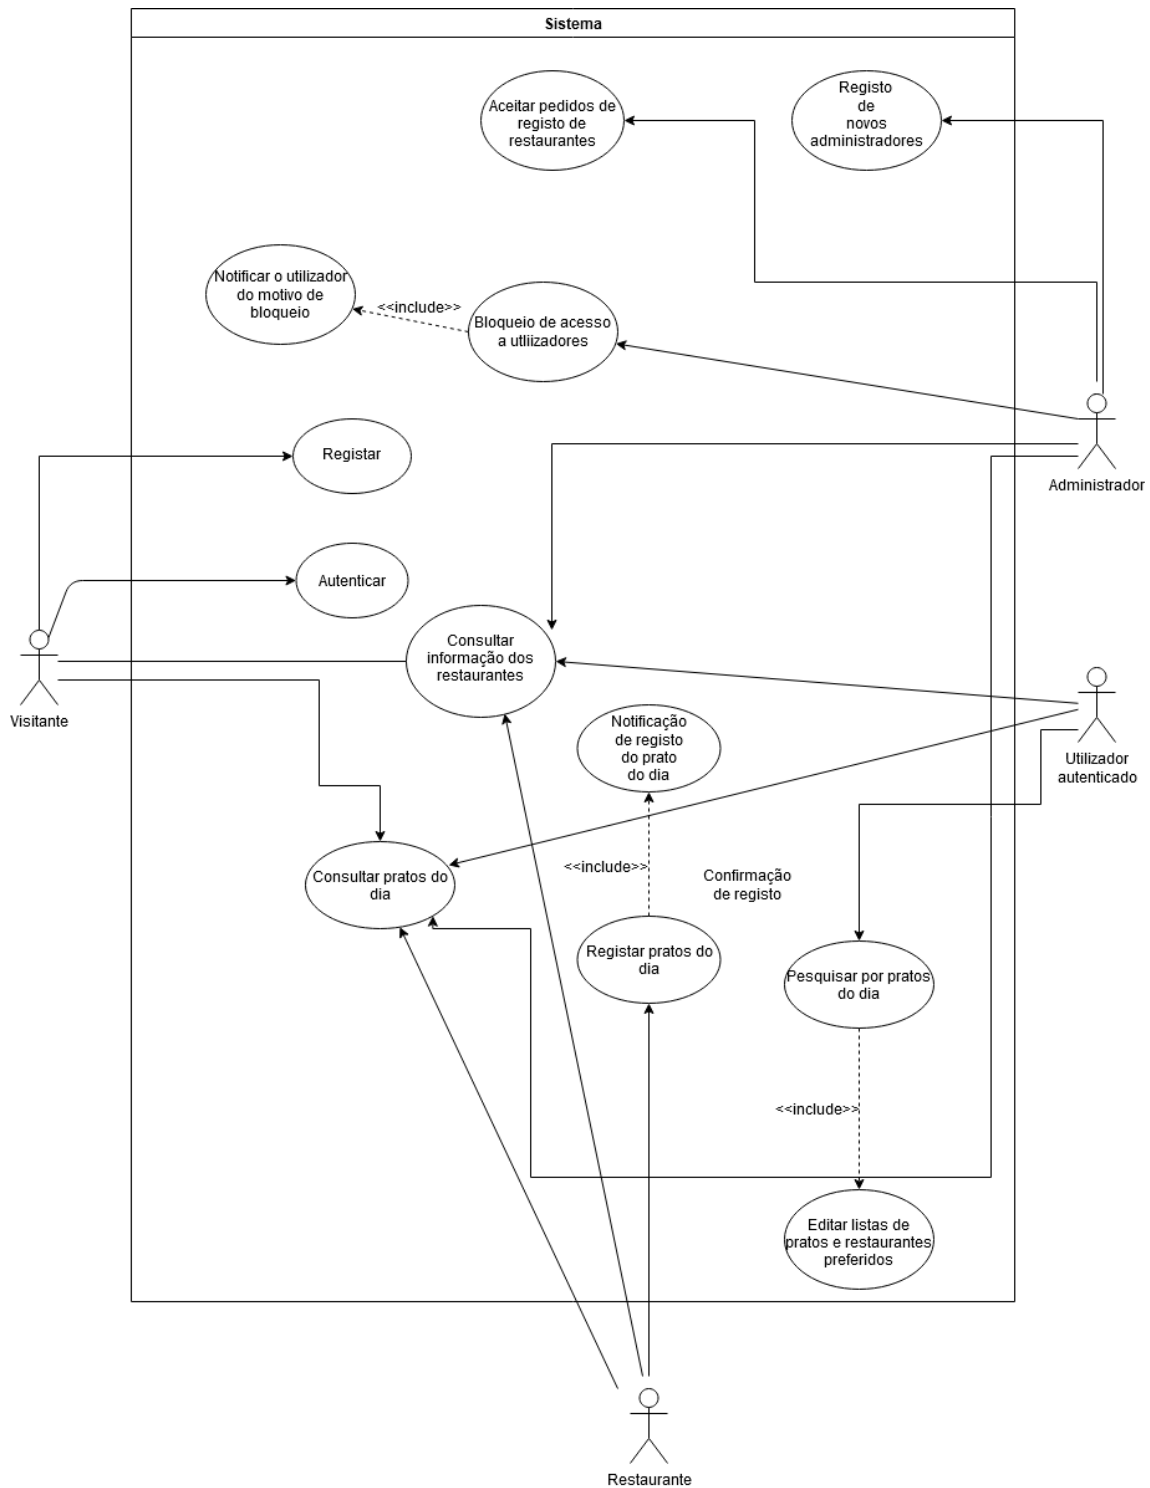 Sistema
Aceitar pedidos de
registo de
restaurantes
Registo
de
novos
administradores
Notificar o utilizador
do motivo de
bloqueio
<<include>>
Bloqueio de acesso
a utliizadores
Registar
Administrador
Autenticar
Visitante
Consultar
informação dos
restaurantes
Notificação
de registo
do prato
do dia
Utilizador
autenticado
<<include>>
Confirmação
de registo
Consultar pratos do
dia
Registar pratos do
dia
Pesquisar por pratos
do dia
<<include>>
Editar listas de
pratos e restaurantes
preferidos
Restaurante